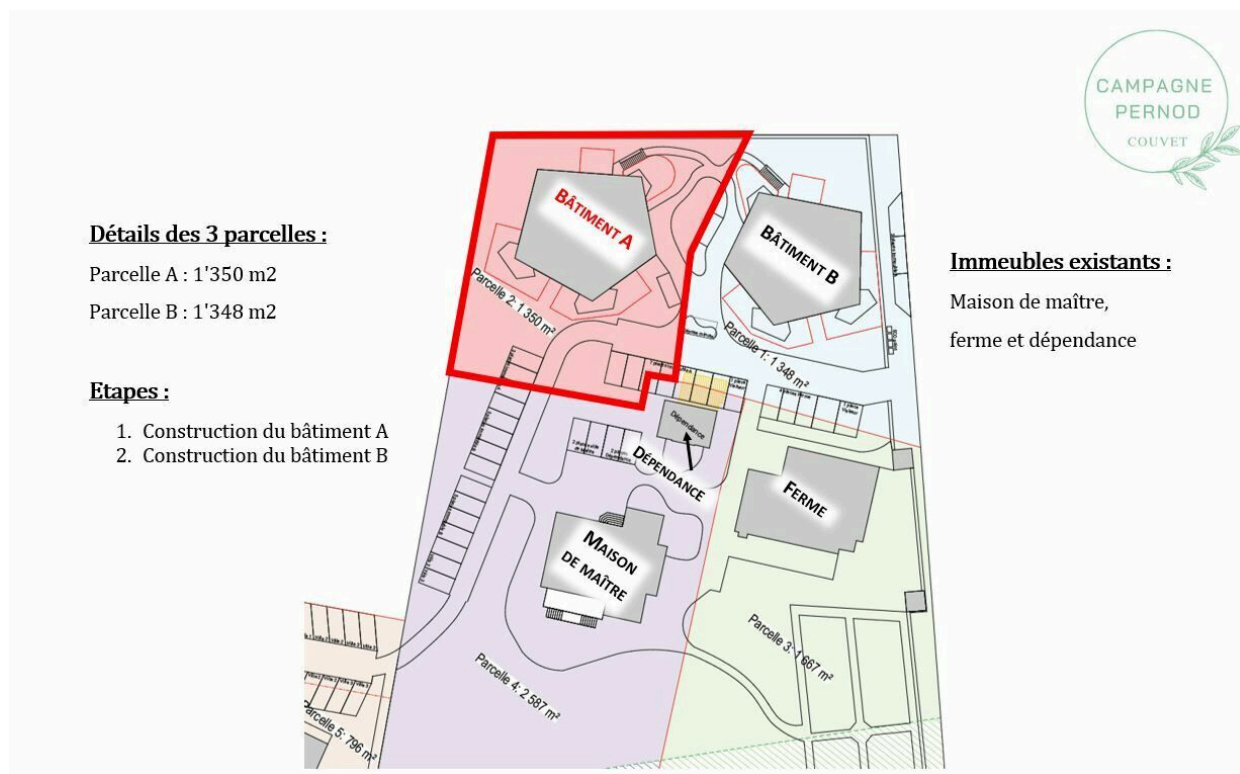 CAMPAGNE
PERNOD
COUVET
Détails des 3 parcelles :
Parcelle A : 1'350 m2
Parcelle B : 1'348 m2
Etapes :
1. Construction du bâtiment A
2. Construction du bâtiment B
Immeubles existants :
Maison de maître,
ferme et dépendance
BÂTIMENT A
BÂTIMENT B
Parcelle 2: 1 350 m²
Parcelle 1: 1 348 m²
Dépendance
DÉPENDANCE
FERME
MAISON
DE MAÎTRE
Parcelle 3: 1 667 m²
Parcelle 4: 2 587 m²
Parcelle 5: 796 m²